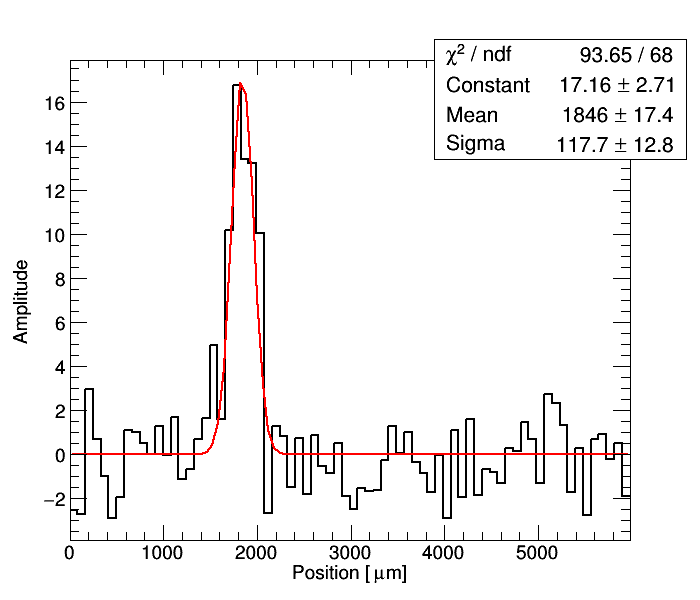 χ² / ndf 93.65 / 68
Constant 17.16 ± 2.71
Mean 1846 ± 17.4
Sigma 117.7 ± 12.8
16
14
12
10
8
6
4
2
0
−2
Amplitude
0 1000 2000 3000 4000 5000
Position [ μm]